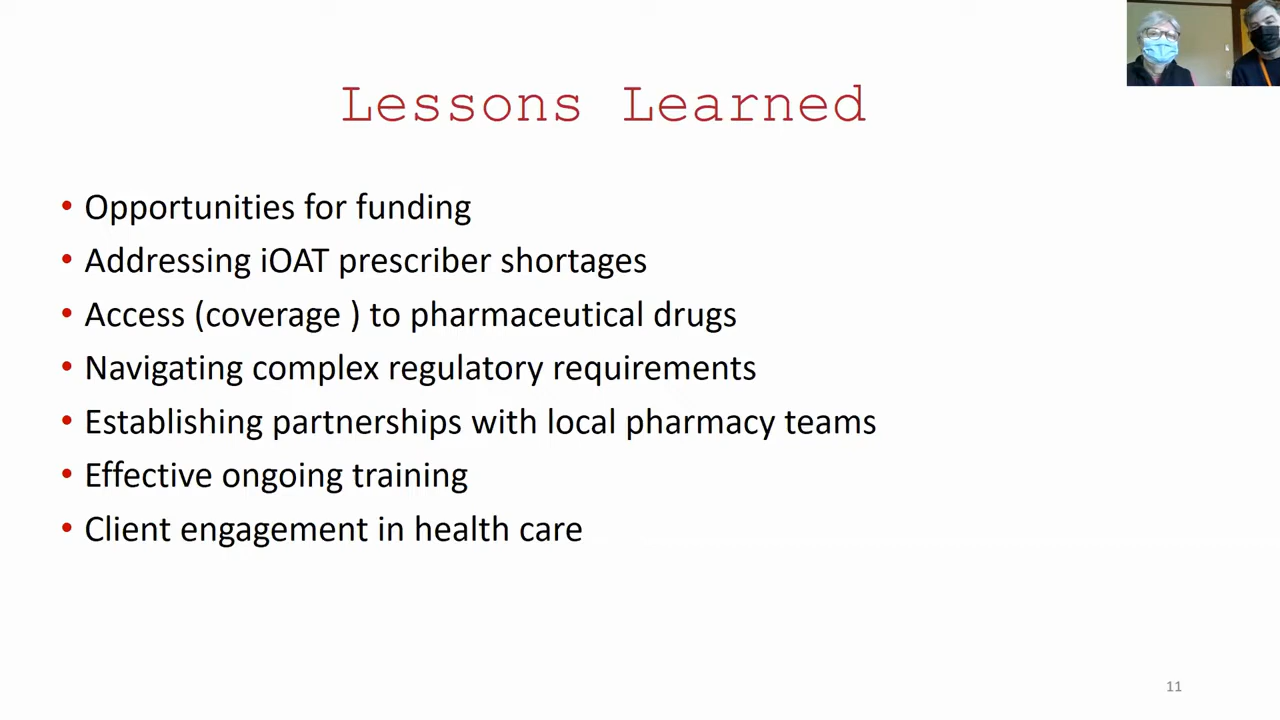 Lessons Learned
• Opportunities for funding
• Addressing iOAT prescriber shortages
• Access (coverage ) to pharmaceutical drugs
• Navigating complex regulatory requirements
• Establishing partnerships with local pharmacy teams
• Effective ongoing training
• Client engagement in health care
11